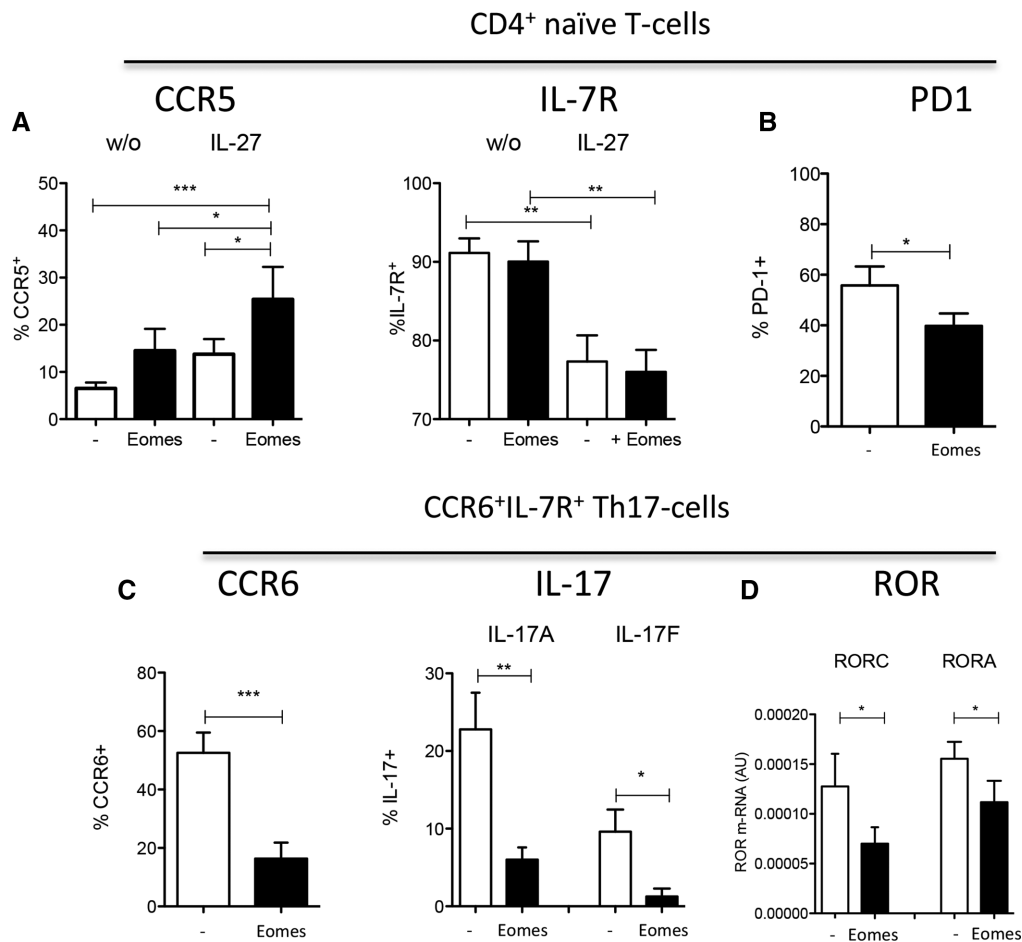 CD4⁺ naïve T-cells
CCR5 IL-7R PD1
A B
w/o IL-27 w/o IL-27
% CCR5⁺
50
40
30
20
10
0
***
*
*
- Eomes - Eomes
%IL-7R⁺
100
90
80
70
**
**
- Eomes - + Eomes
% PD-1+
100
80
60
40
20
0
*
- Eomes
CCR6⁺IL-7R⁺ Th17-cells
C CCR6 IL-17 D ROR
IL-17A IL-17F
RORC RORA
% CCR6+
80
60
40
20
0
***
- Eomes
% IL-17+
30
20
10
0
**
*
- Eomes - Eomes
ROR m-RNA (AU)
0.00020
0.00015
0.00010
0.00005
0.00000
*
*
- Eomes - Eomes